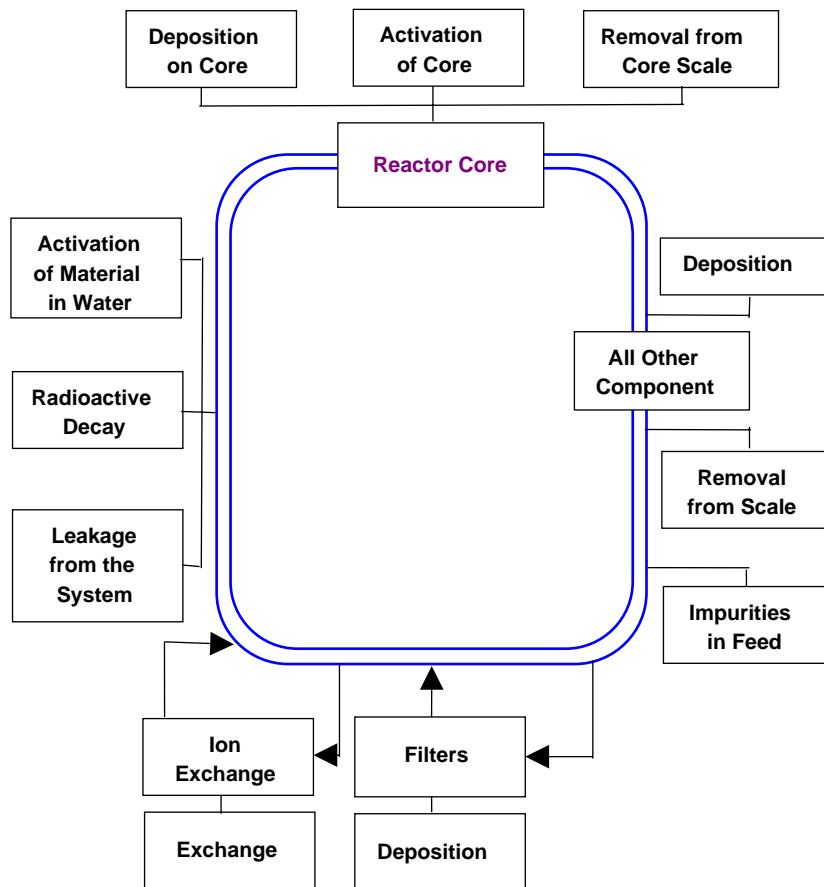 Deposition
on Core
Activation
of Core
Removal from
Core Scale
Reactor Core
Activation
of Material
in Water
Deposition
All Other
Component
Radioactive
Decay
Removal
from Scale
Leakage
from the
System
Impurities
in Feed
Ion
Exchange
Filters
Exchange
Deposition